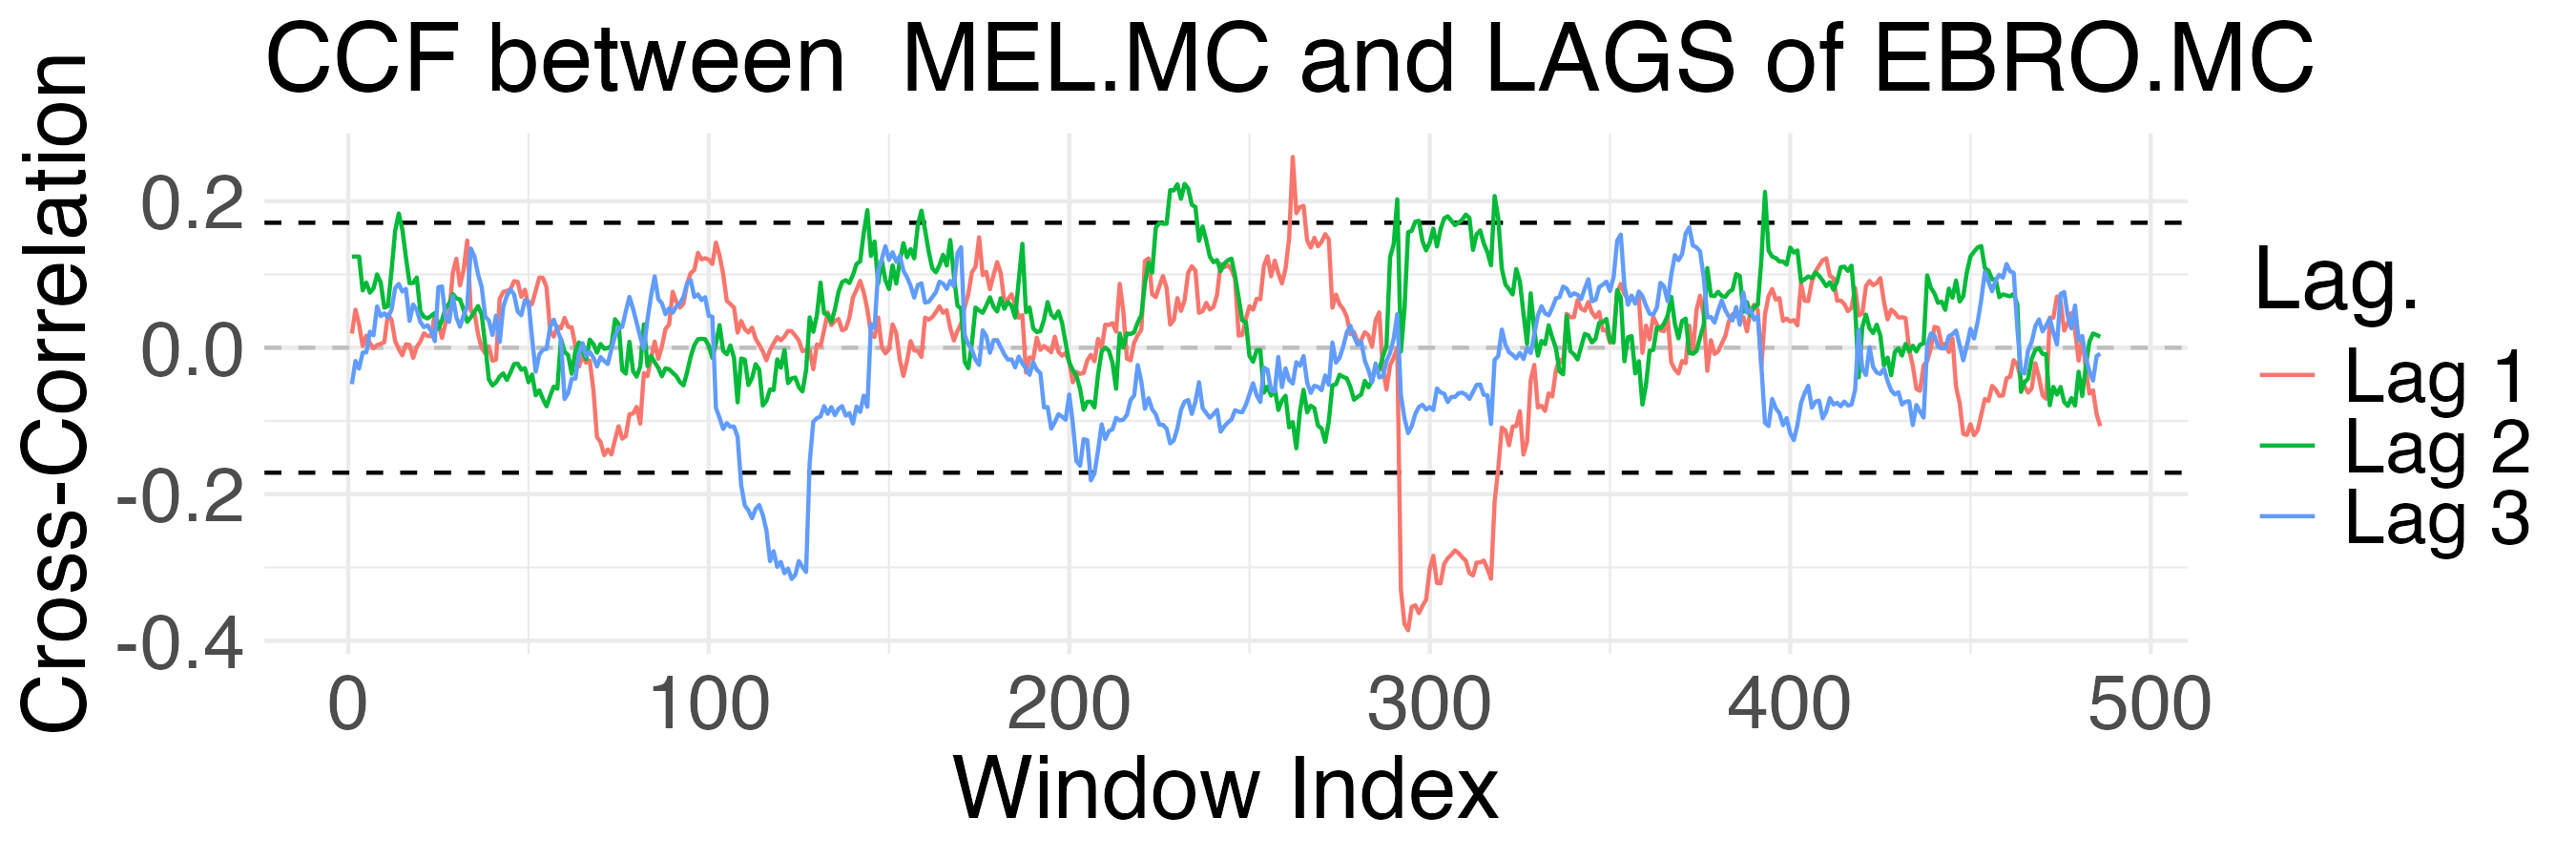 CCF between  MEL.MC and LAGS of EBRO.MC
Cross-Correlation
0.2
0.0
-0.2
-0.4
0 100 200 300 400 500
Window Index
Lag.
Lag 1
Lag 2
Lag 3